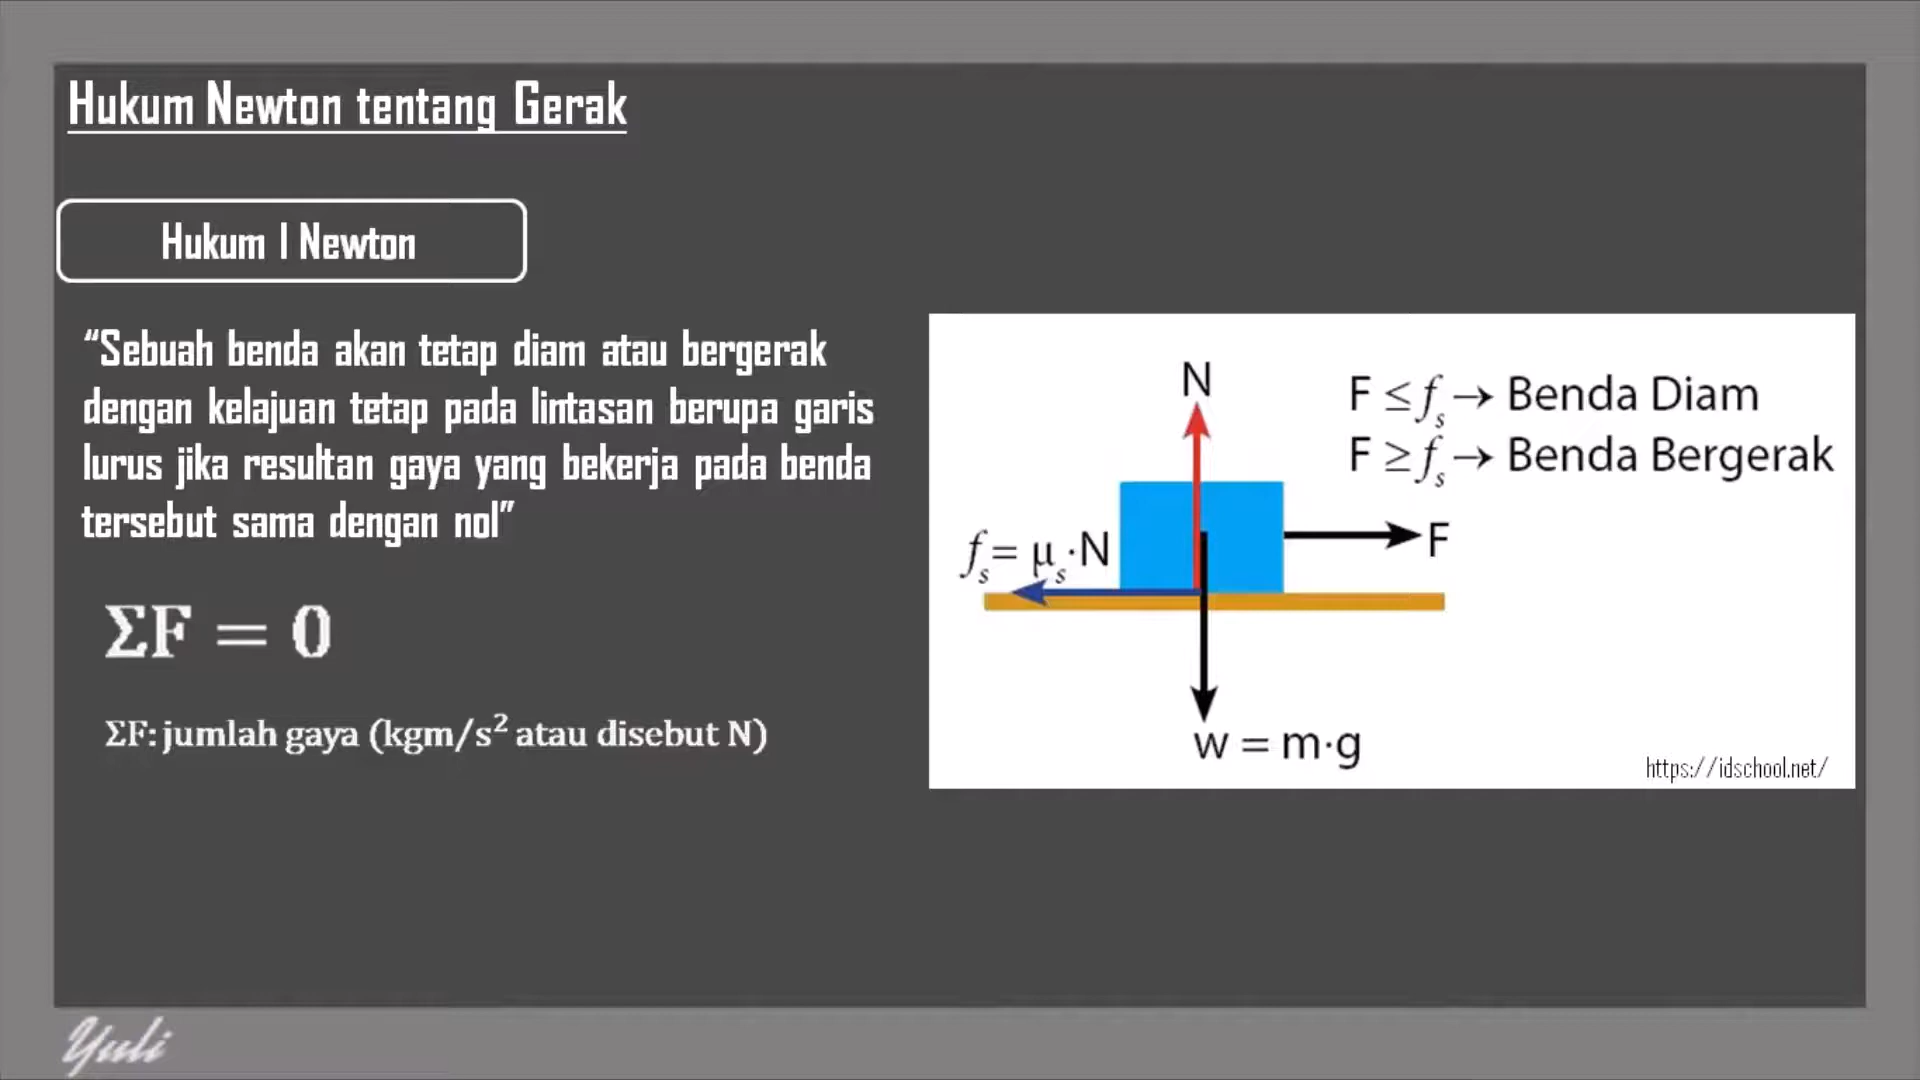 Hukum Newton tentang Gerak
Hukum I Newton
“Sebuah benda akan tetap diam atau bergerak
dengan kelajuan tetap pada lintasan berupa garis
lurus jika resultan gaya yang bekerja pada benda
tersebut sama dengan nol”
ΣF = 0
ΣF: jumlah gaya (kgm/s² atau disebut N)
N
F ≤ fₛ → Benda Diam
F ≥ fₛ → Benda Bergerak
F
fₛ = μₛ·N
w = m·g
https://idschool.net/
Yuli